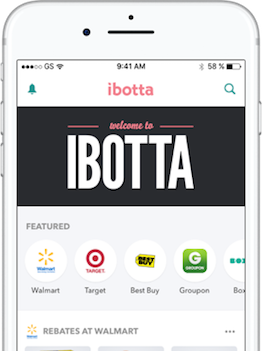 GS 9:41 AM 58 %
ibotta
welcome to
IBOTTA
FEATURED
Walmart
TARGET
BEST BUY
GROUPON
Walmart Target Best Buy Groupon Box
REBATES AT WALMART